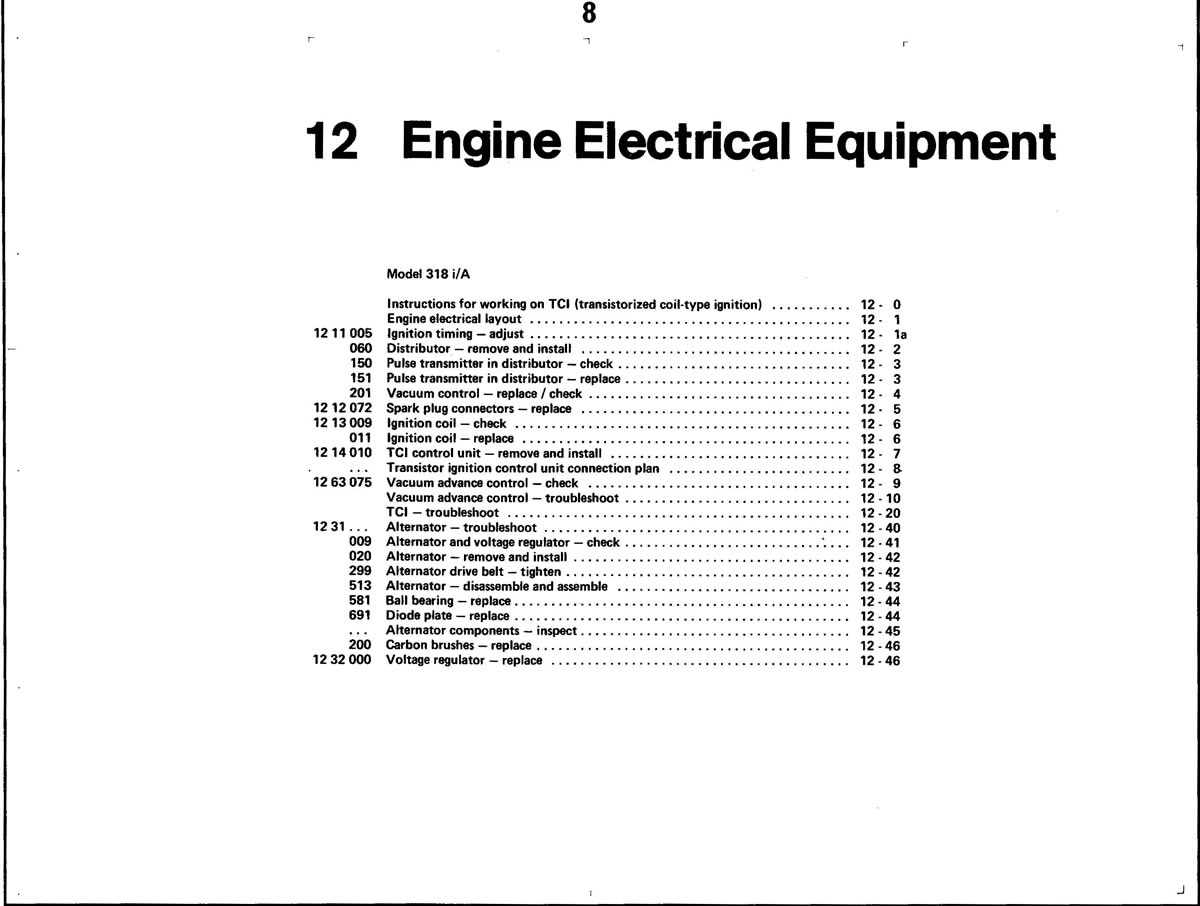 8
12 Engine Electrical Equipment
Model 318 i/A
Instructions for working on TCI (transistorized coil-type ignition) . . . . . . . . . . . 12 - 0
Engine electrical layout . . . . . . . . . . . 12 - 1
12 11 005 Ignition timing — adjust . . . . . . . . . . . 12 - 1a
060 Distributor — remove and install . . . . . . . . . . . 12 - 2
150 Pulse transmitter in distributor — check . . . . . . . . . . . 12 - 3
151 Pulse transmitter in distributor — replace . . . . . . . . . . . 12 - 3
201 Vacuum control — replace / check . . . . . . . . . . . 12 - 4
12 12 072 Spark plug connectors — replace . . . . . . . . . . . 12 - 5
12 13 009 Ignition coil — check . . . . . . . . . . . 12 - 6
011 Ignition coil — replace . . . . . . . . . . . 12 - 6
12 14 010 TCI control unit — remove and install . . . . . . . . . . . 12 - 7
. . . Transistor ignition control unit connection plan . . . . . . . . . . . 12 - 8
12 63 075 Vacuum advance control — check . . . . . . . . . . . 12 - 9
Vacuum advance control — troubleshoot . . . . . . . . . . . 12 - 10
TCI — troubleshoot . . . . . . . . . . . 12 - 20
12 31 . . . Alternator — troubleshoot . . . . . . . . . . . 12 - 40
009 Alternator and voltage regulator — check . . . . . . . . . . . 12 - 41
020 Alternator — remove and install . . . . . . . . . . . 12 - 42
299 Alternator drive belt — tighten . . . . . . . . . . . 12 - 42
513 Alternator — disassemble and assemble . . . . . . . . . . . 12 - 43
581 Ball bearing — replace . . . . . . . . . . . 12 - 44
691 Diode plate — replace . . . . . . . . . . . 12 - 44
. . . Alternator components — inspect . . . . . . . . . . . 12 - 45
200 Carbon brushes — replace . . . . . . . . . . . 12 - 46
12 32 000 Voltage regulator — replace . . . . . . . . . . . 12 - 46